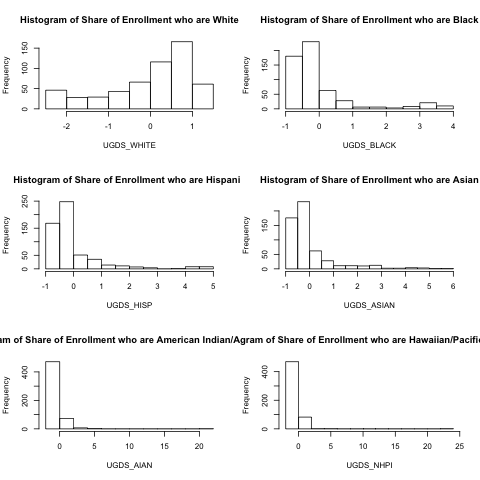 Histogram of Share of Enrollment who are White
Frequency
0 50 100 150
-2 -1 0 1
UGDS_WHITE
Histogram of Share of Enrollment who are Black
Frequency
0 50 150
-1 0 1 2 3 4
UGDS_BLACK
Histogram of Share of Enrollment who are Hispani
Frequency
0 50 150 250
-1 0 1 2 3 4 5
UGDS_HISP
Histogram of Share of Enrollment who are Asian
Frequency
0 50 150
-1 0 1 2 3 4 5 6
UGDS_ASIAN
am of Share of Enrollment who are American Indian/A
Frequency
0 200 400
0 5 10 15 20
UGDS_AIAN
gram of Share of Enrollment who are Hawaiian/Pacific
Frequency
0 200 400
0 5 10 15 20 25
UGDS_NHPI